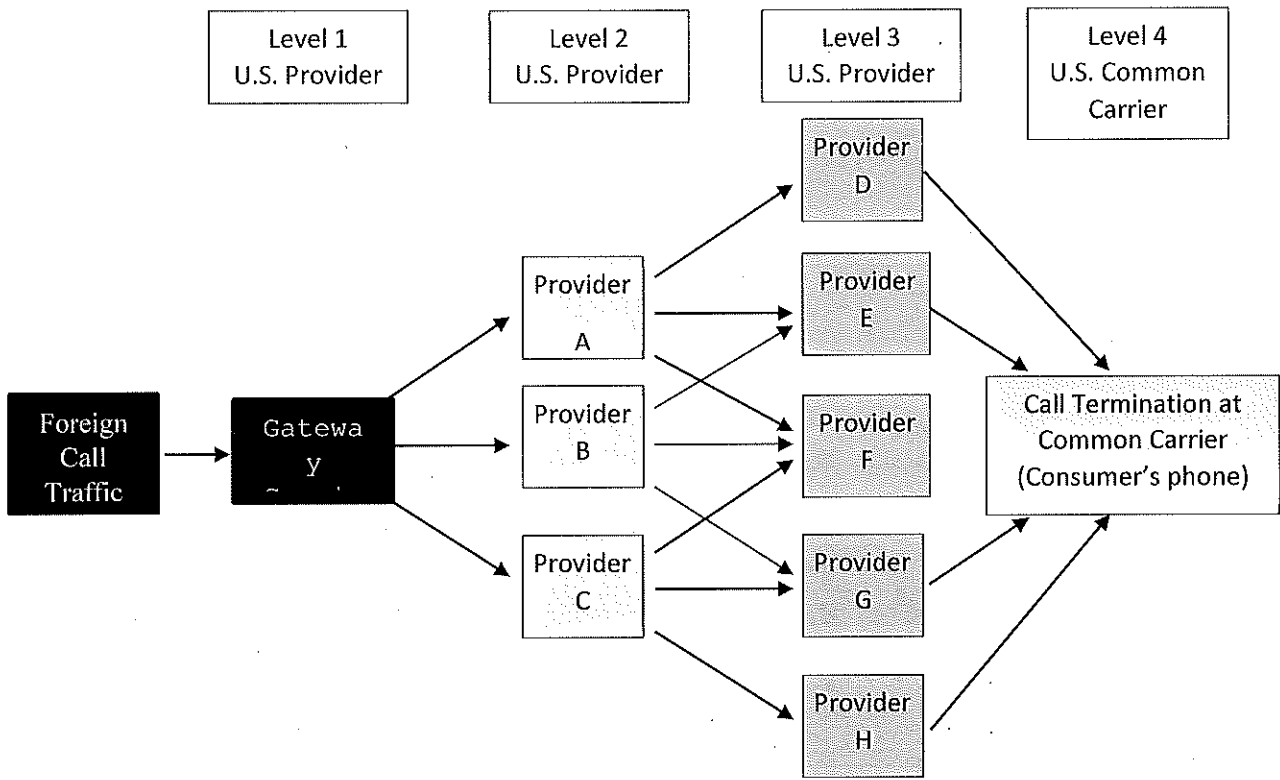 Level 1
U.S. Provider
Level 2
U.S. Provider
Level 3
U.S. Provider
Level 4
U.S. Common
Carrier
Provider
D
Provider
A
Provider
E
Foreign
Call
Traffic
Gatewa
y
Provider
B
Provider
F
Call Termination at
Common Carrier
(Consumer's phone)
Provider
C
Provider
G
Provider
H